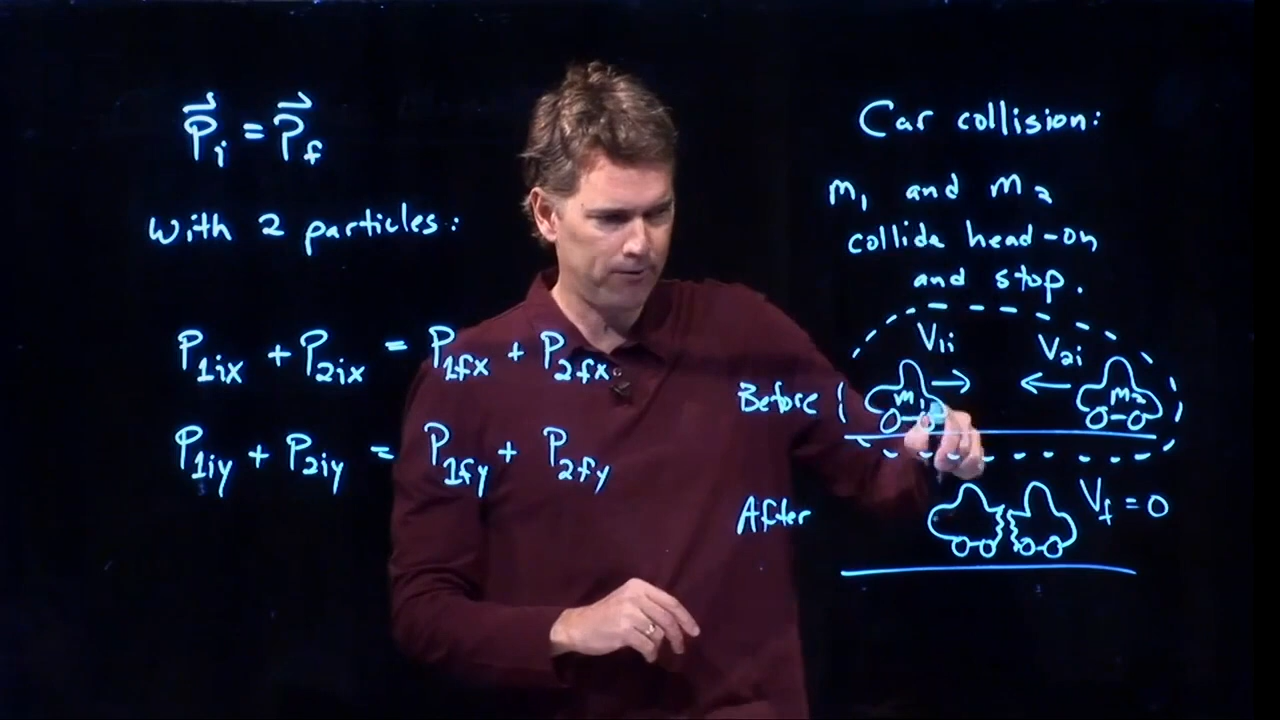 P⃗i = P⃗f
With 2 particles:
P1ix + P2ix = P1fx + P2fx
P1iy + P2iy = P1fy + P2fy
Car collision:
m1 and m2
collide head-on
and stop.
V1i V2i
Before m1 m2
After Vf = 0